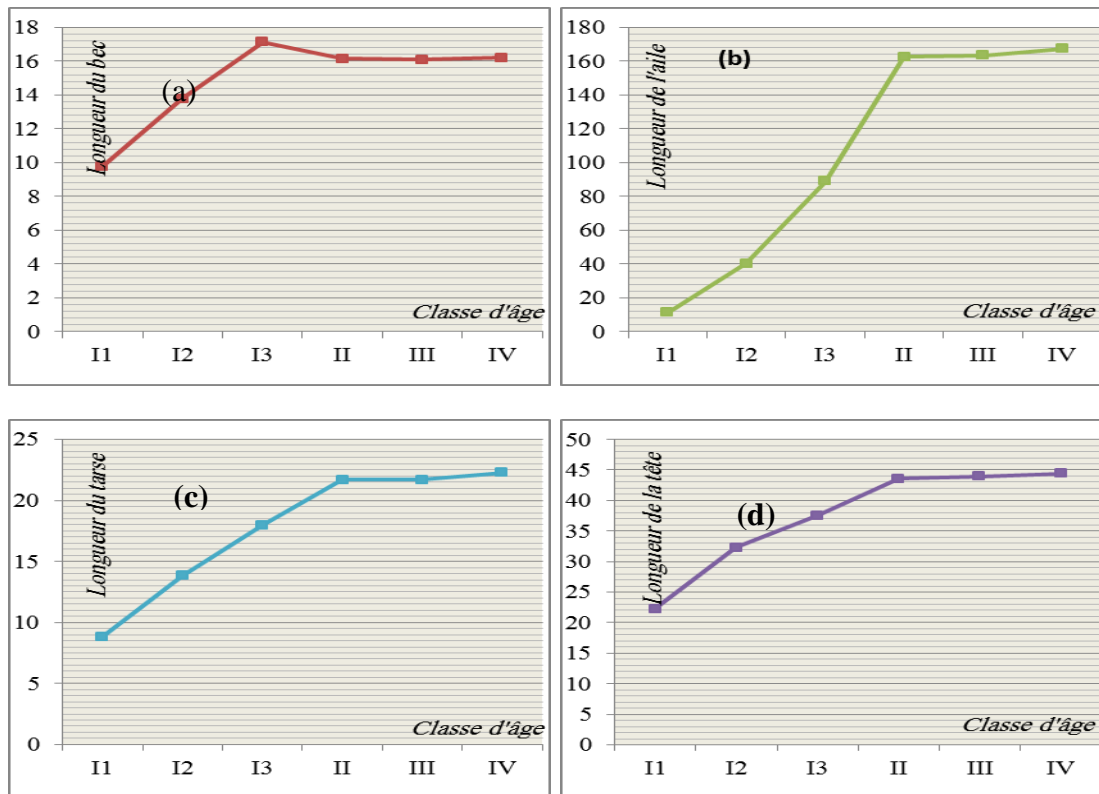 18
16
14
12
10
8
6
4
2
0
Longueur du bec
(a)
Classe d'âge
I1 I2 I3 II III IV
180
160
140
120
100
80
60
40
20
0
Longueur de l'aile
(b)
Classe d'âge
I1 I2 I3 II III IV
25
20
15
10
5
0
Longueur du tarse
(c)
Classe d'âge
I1 I2 I3 II III IV
50
45
40
35
30
25
20
15
10
5
0
Longueur de la tête
(d)
Classe d'âge
I1 I2 I3 II III IV